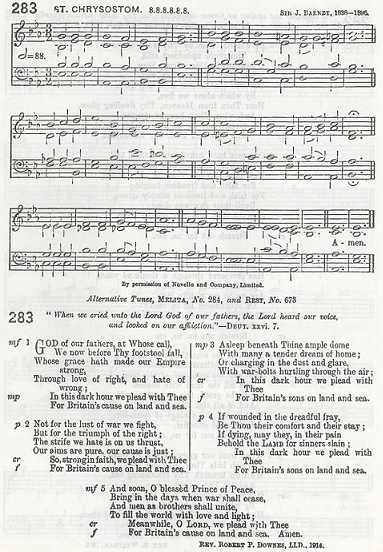 283 ST. CHRYSOSTOM. 8.8.8.8.8.8. SIR J. BARNBY, 1838-1896.
=88.
A - men.
By permission of Novello and Company, Limited.
Alternative Tunes, MELITA, No. 284, and REST, No. 673
283 "When we cried unto the Lord God of our fathers, the Lord heard our voice,
and looked on our affliction."—DEUT. xxvi. 7.
mf 1 GOD of our fathers, at Whose call,
We now before Thy footstool fall,
Whose grace hath made our Empire
strong,
Through love of right, and hate of
wrong;
mp In this dark hour we plead with Thee
For Britain's cause on land and sea.
p 2 Not for the lust of war we fight,
But for the triumph of right;
The strife we hate is on us thrust,
Our aims are pure, our cause is just;
cr So, strong in faith, we plead with Thee
f For Britain's cause on land and sea.
mp 3 Asleep beneath Thine ample dome
With many a tender dream of home;
Or charging in the dust and glare,
With war-bolts hurtling through the air;
cr In this dark hour we plead with
Thee
f For Britain's sons on land and sea.
p 4 If wounded in the dreadful fray,
Be Thou their comfort and their stay;
If dying, may they, in their pain
Behold the LAMB for sinners slain;
In this dark hour we plead with
Thee
For Britain's sons on land and sea.
mf 5 And soon, O blessèd Prince of Peace,
Bring in the days when war shall cease,
And men as brothers shall unite,
To fill the world with love and light;
cr Meanwhile, O LORD, we plead with Thee
f For Britain's cause on land and sea. Amen.
REV. ROBERT P. DOWNES, LL.D., 1914.